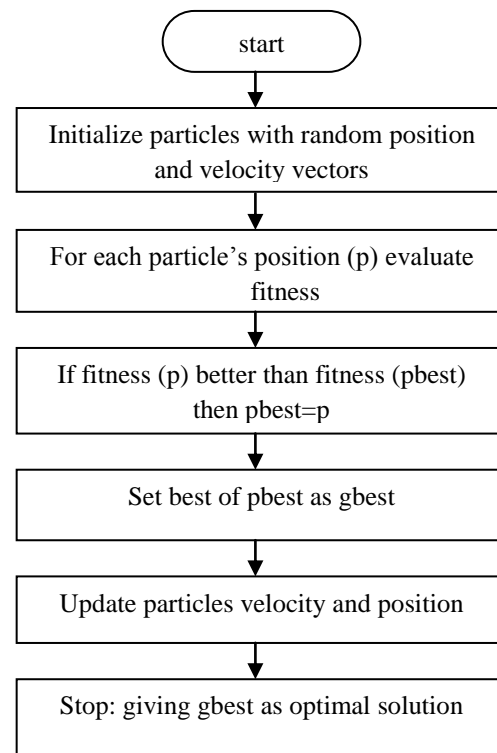 start
Initialize particles with random position
and velocity vectors
For each particle’s position (p) evaluate
fitness
If fitness (p) better than fitness (pbest)
then pbest=p
Set best of pbest as gbest
Update particles velocity and position
Stop: giving gbest as optimal solution